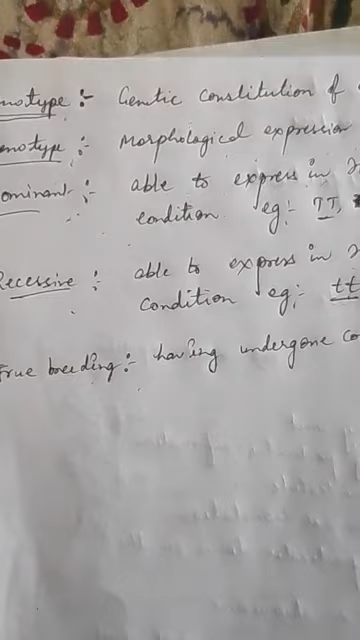 notype :- Genetic constitution of
enotype :- Morphological expression
ominant :- able to express in
condition. eg:- TT,
Recessive :- able to express in
condition eg:- tt
True breeding :- having undergone co